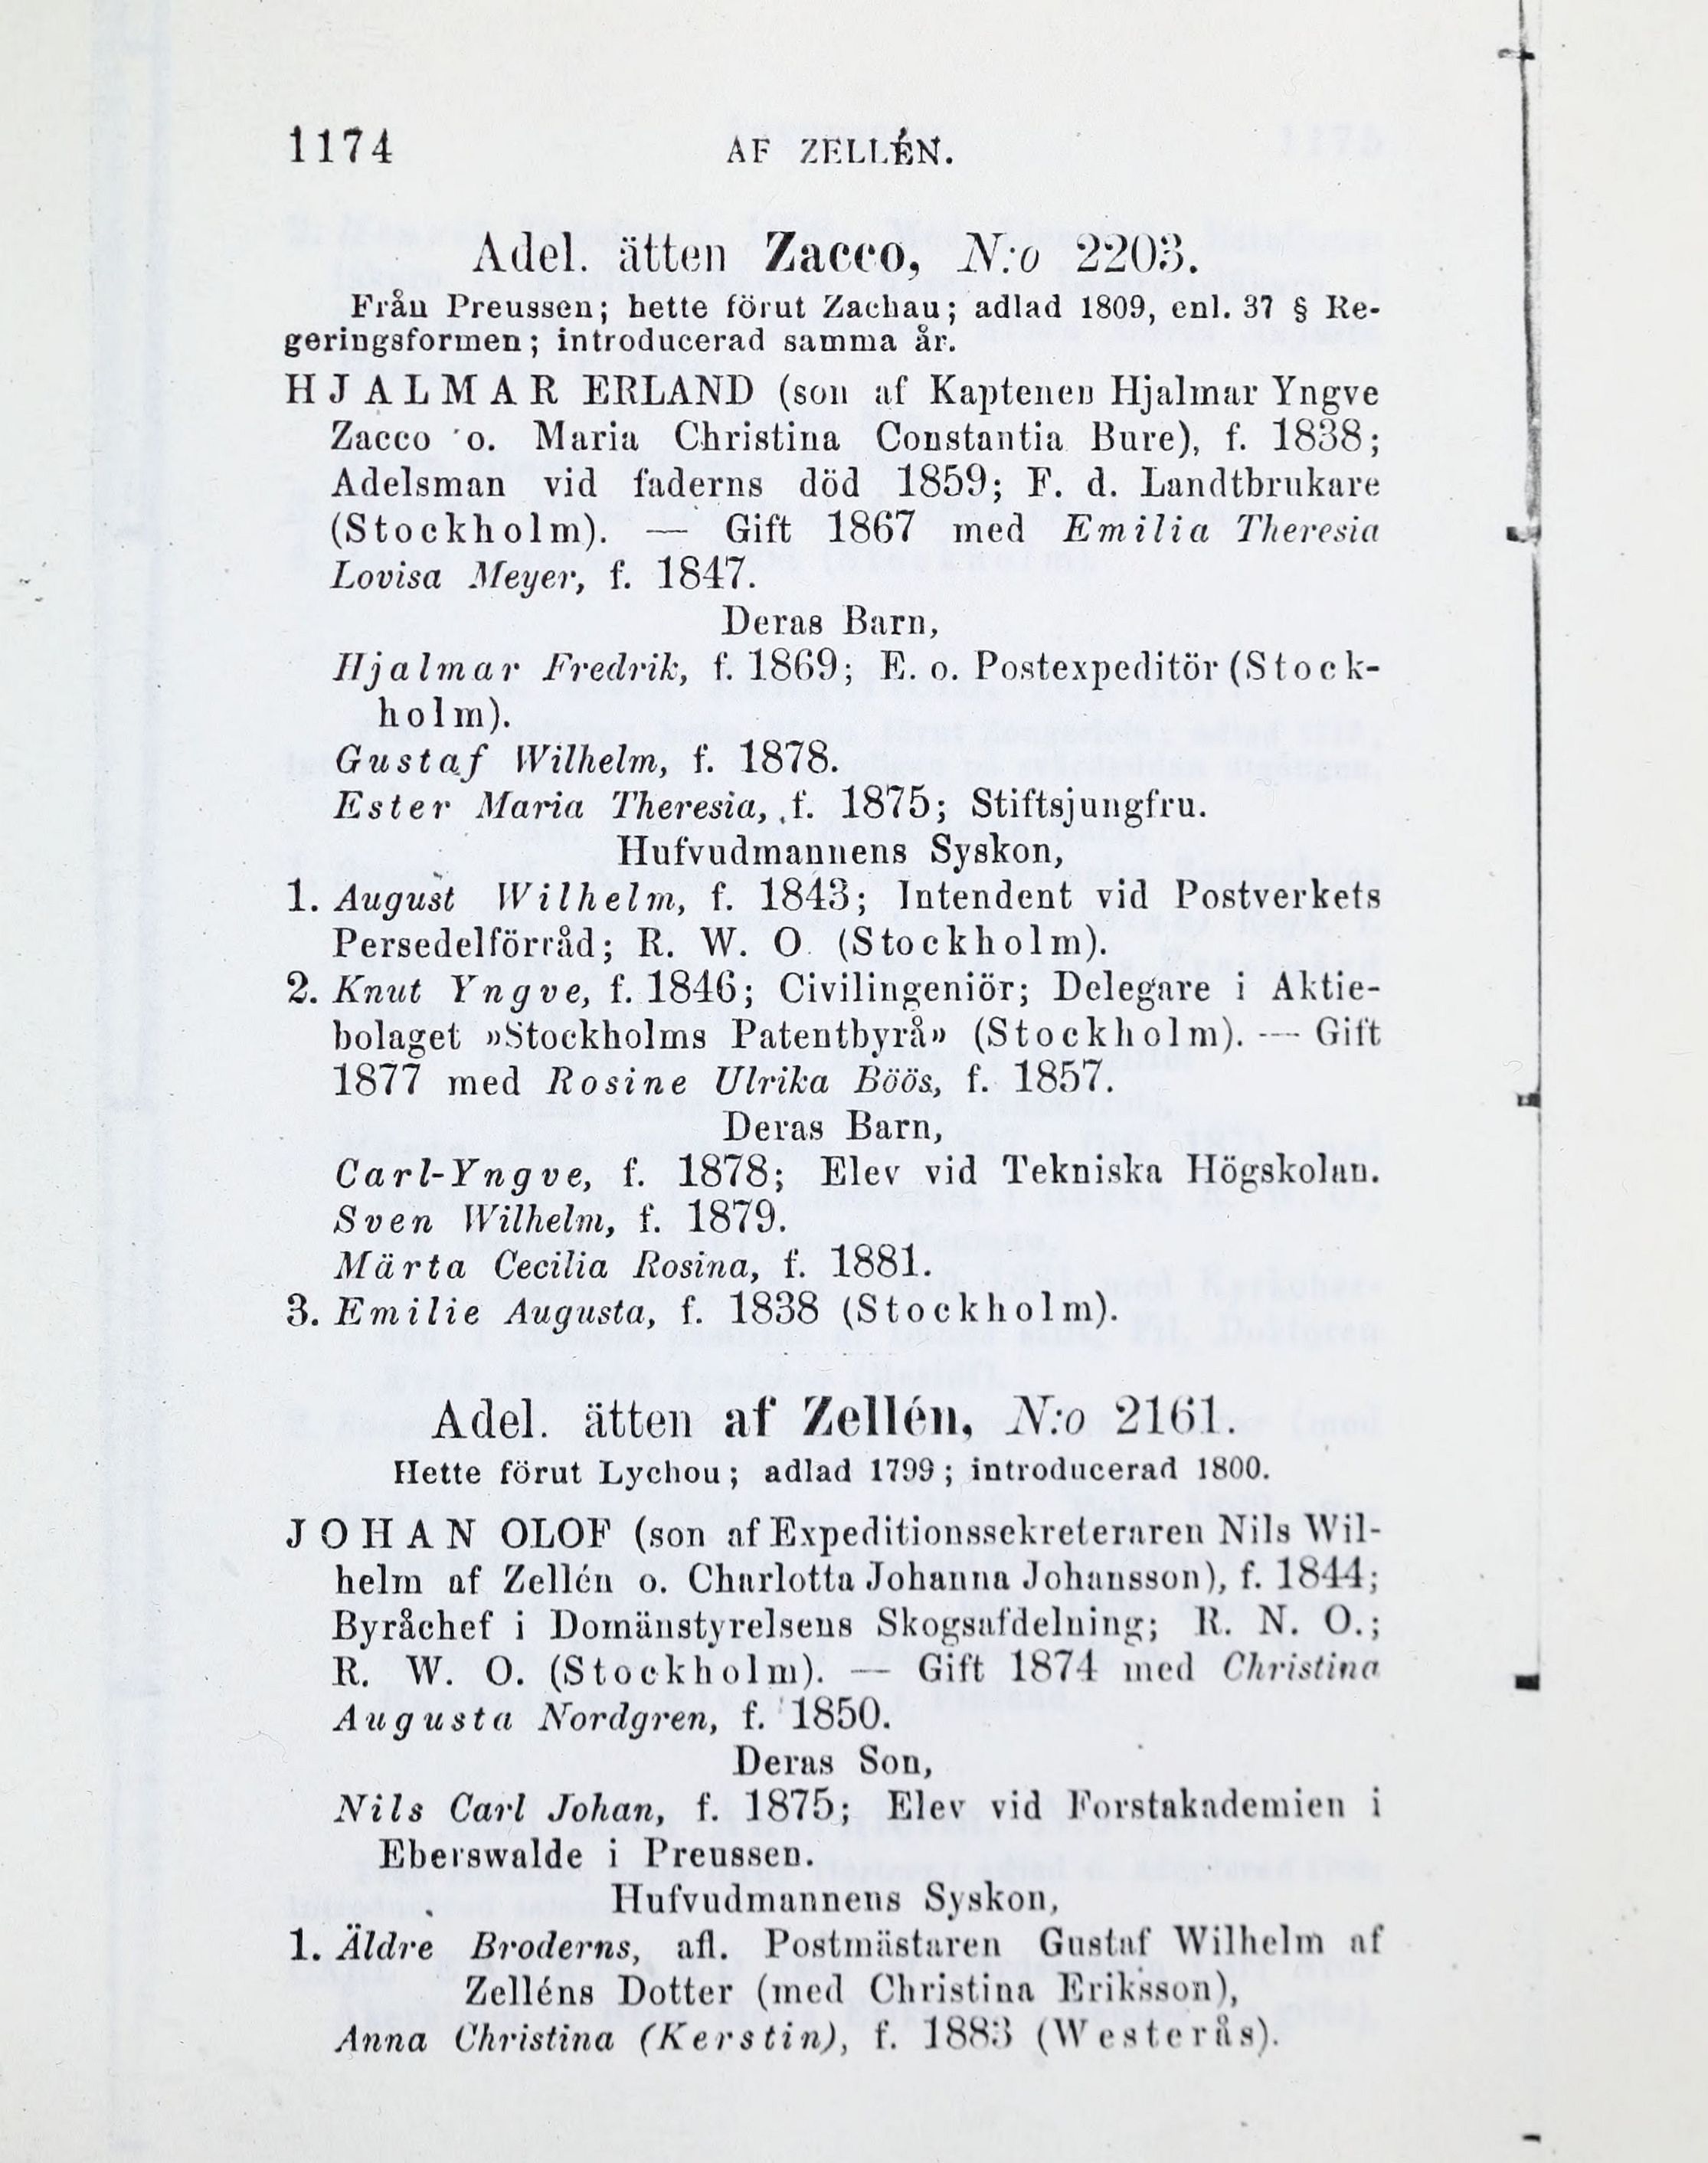 1174
AF ZELLÉN.
Adel. ätten Zacco, N:o 2203.
Från Preussen; hette förut Zachau; adlad 1809, enl. 37 § Re-
geringsformen; introducerad samma år.
HJALMAR ERLAND (son af Kaptenen Hjalmar Yngve
Zacco o. Maria Christina Constantia Bure), f. 1838;
Adelsman vid faderns död 1859; F. d. Landtbrukare
(Stockholm). — Gift 1867 med Emilia Theresia
Lovisa Meyer, f. 1847.
Deras Barn,
Hjalmar Fredrik, f. 1869; E. o. Postexpeditör (Stock-
holm).
Gustaf Wilhelm, f. 1878.
Ester Maria Theresia, f. 1875; Stiftsjungfru.
Hufvudmannens Syskon,
1. August Wilhelm, f. 1843; Intendent vid Postverkets
Persedelförråd; R. W. O. (Stockholm).
2. Knut Yngve, f. 1846; Civilingeniör; Delegare i Aktie-
bolaget »Stockholms Patentbyrå» (Stockholm). — Gift
1877 med Rosine Ulrika Böös, f. 1857.
Deras Barn,
Carl-Yngve, f. 1878; Elev vid Tekniska Högskolan.
Sven Wilhelm, f. 1879.
Märta Cecilia Rosina, f. 1881.
3. Emilie Augusta, f. 1838 (Stockholm).
Adel. ätten af Zellén, N:o 2161.
Hette förut Lychou; adlad 1799; introducerad 1800.
JOHAN OLOF (son af Expeditionssekreteraren Nils Wil-
helm af Zellén o. Charlotta Johanna Johansson), f. 1844;
Byråchef i Domänstyrelsens Skogsafdelning; R. N. O.;
R. W. O. (Stockholm). — Gift 1874 med Christina
Augusta Nordgren, f. 1850.
Deras Son,
Nils Carl Johan, f. 1875; Elev vid Forstakademien i
Eberswalde i Preussen.
Hufvudmannens Syskon,
1. Äldre Broderns, afl. Postmästaren Gustaf Wilhelm af
Zelléns Dotter (med Christina Eriksson),
Anna Christina (Kerstin), f. 1883 (Westerås).